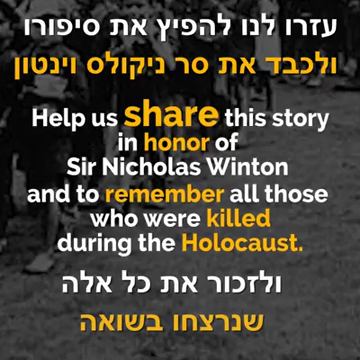 עזרו לנו להפיץ את סיפורו
ולכבד את סר ניקולס וינטון
Help us share this story
in honor of
Sir Nicholas Winton
and to remember all those
who were killed
during the Holocaust.
ולזכור את כל אלה
שנרצחו בשואה